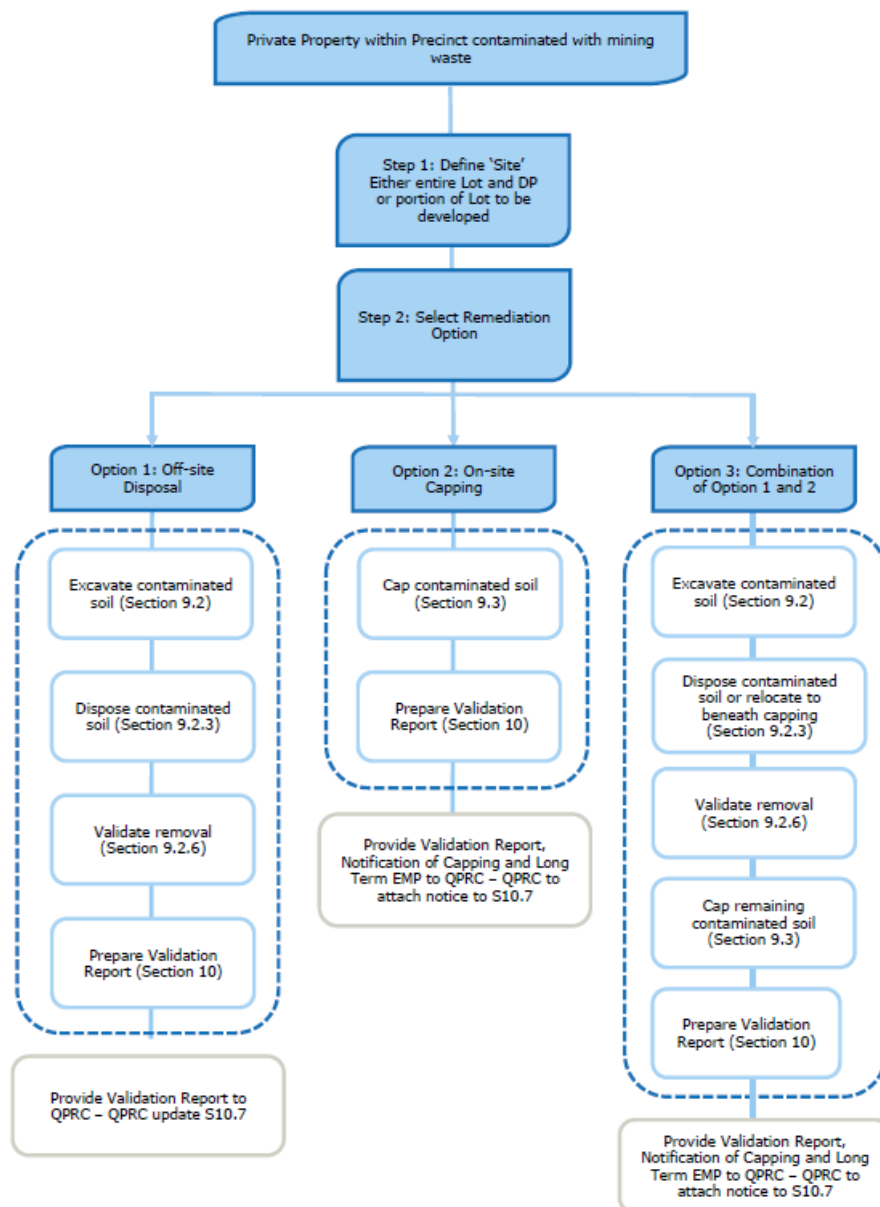 Private Property within Precinct contaminated with mining
waste
Step 1: Define ‘Site’
Either entire Lot and DP
or portion of Lot to be
developed
Step 2: Select Remediation
Option
Option 1: Off-site
Disposal
Excavate contaminated
soil (Section 9.2)
Dispose contaminated
soil (Section 9.2.3)
Validate removal
(Section 9.2.6)
Prepare Validation
Report (Section 10)
Provide Validation Report to
QPRC – QPRC update S10.7
Option 2: On-site
Capping
Cap contaminated soil
(Section 9.3)
Prepare Validation
Report (Section 10)
Provide Validation Report,
Notification of Capping and Long
Term EMP to QPRC – QPRC to
attach notice to S10.7
Option 3: Combination
of Option 1 and 2
Excavate contaminated
soil (Section 9.2)
Dispose contaminated
soil or relocate to
beneath capping
(Section 9.2.3)
Validate removal
(Section 9.2.6)
Cap remaining
contaminated soil
(Section 9.3)
Prepare Validation
Report (Section 10)
Provide Validation Report,
Notification of Capping and Long
Term EMP to QPRC – QPRC to
attach notice to S10.7